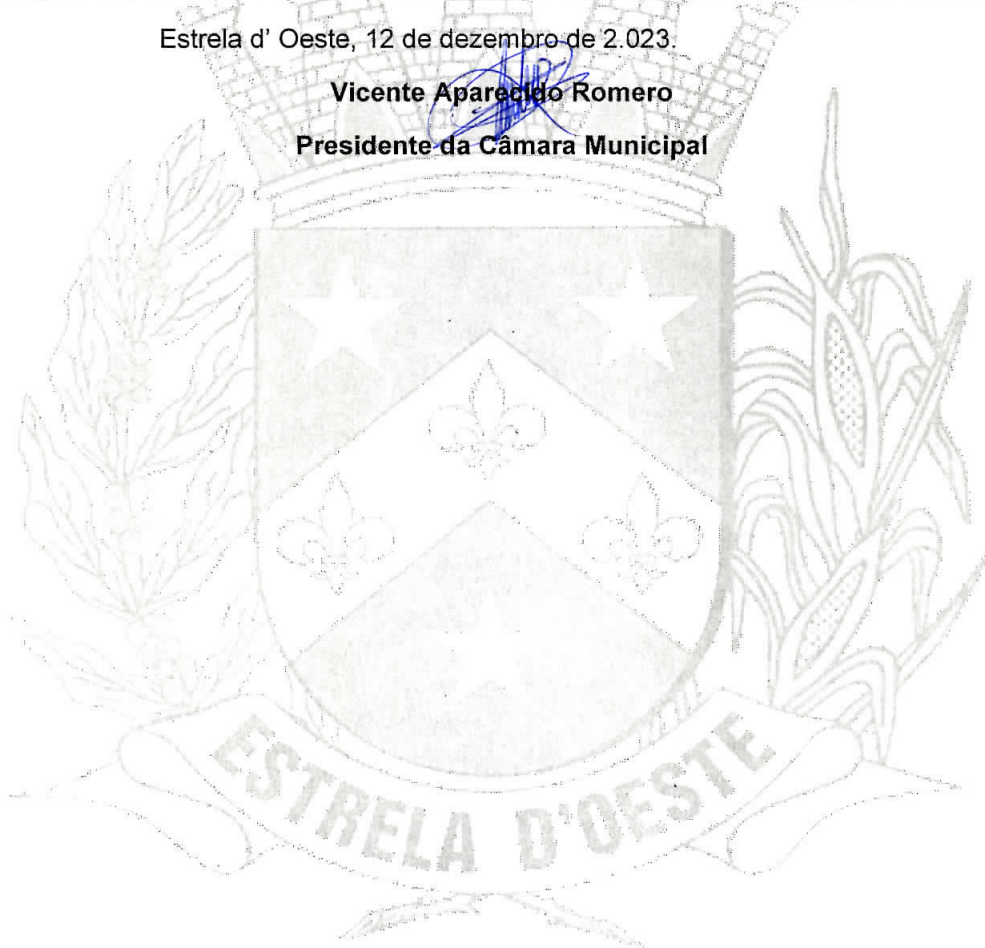 Estrela d' Oeste, 12 de dezembro de 2.023.
Vicente Aparecido Romero
Presidente da Câmara Municipal
ESTRELA D'OESTE